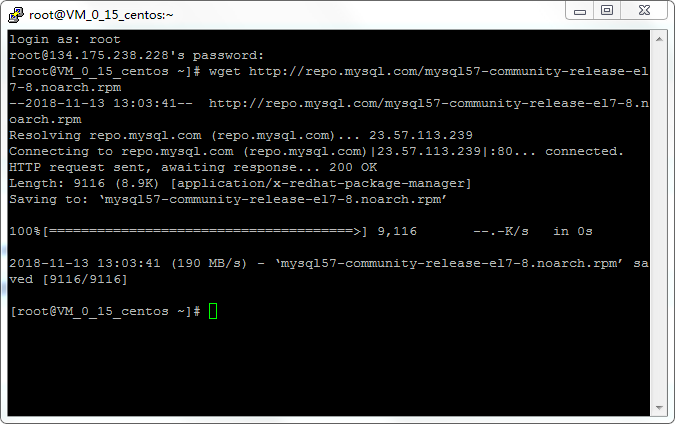 root@VM_0_15_centos:~
login as: root
root@134.175.238.228's password:
[root@VM_0_15_centos ~]# wget http://repo.mysql.com/mysql57-community-release-el
7-8.noarch.rpm
--2018-11-13 13:03:41--  http://repo.mysql.com/mysql57-community-release-el7-8.n
oarch.rpm
Resolving repo.mysql.com (repo.mysql.com)... 23.57.113.239
Connecting to repo.mysql.com (repo.mysql.com)|23.57.113.239|:80... connected.
HTTP request sent, awaiting response... 200 OK
Length: 9116 (8.9K) [application/x-redhat-package-manager]
Saving to: ‘mysql57-community-release-el7-8.noarch.rpm’
100%[======================================>] 9,116       --.-K/s   in 0s
2018-11-13 13:03:41 (190 MB/s) - ‘mysql57-community-release-el7-8.noarch.rpm’ sa
ved [9116/9116]
[root@VM_0_15_centos ~]#